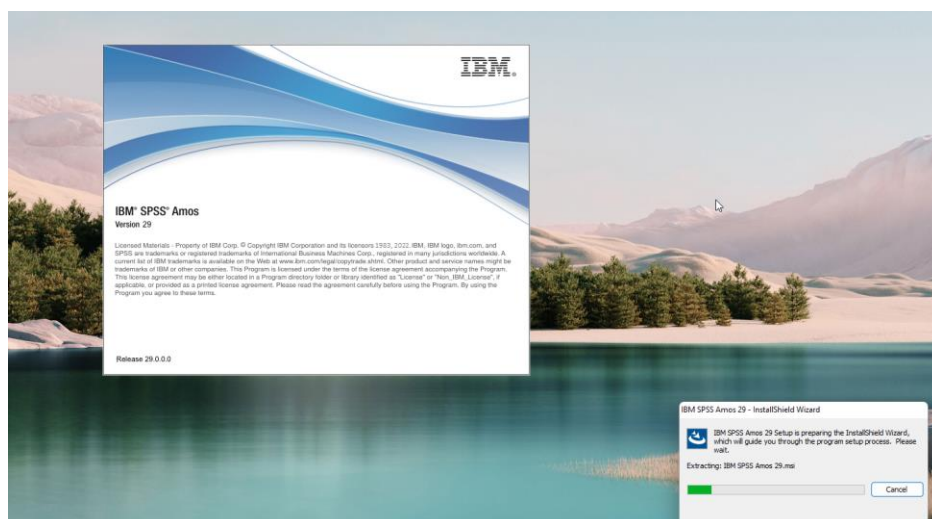 IBM.
IBM® SPSS® Amos
Version 29
Licensed Materials - Property of IBM Corp. © Copyright IBM Corporation and its licensors 1983, 2022. IBM, IBM logo, ibm.com, and
SPSS are trademarks or registered trademarks of International Business Machines Corp., registered in many jurisdictions worldwide. A
current list of IBM trademarks is available on the Web at www.ibm.com/legal/copytrade.shtml. Other product and service names might be
trademarks of IBM or other companies. This Program is licensed under the terms of the license agreement accompanying the Program.
This license agreement may be either located in a Program directory folder or library identified as "License" or "Non_IBM_License", if
applicable, or provided as a printed license agreement. Please read the agreement carefully before using the Program. By using the
Program you agree to these terms.
Release 29.0.0.0
IBM SPSS Amos 29 - InstallShield Wizard
IBM SPSS Amos 29 Setup is preparing the InstallShield Wizard,
which will guide you through the program setup process. Please
wait.
Extracting: IBM SPSS Amos 29.msi
Cancel